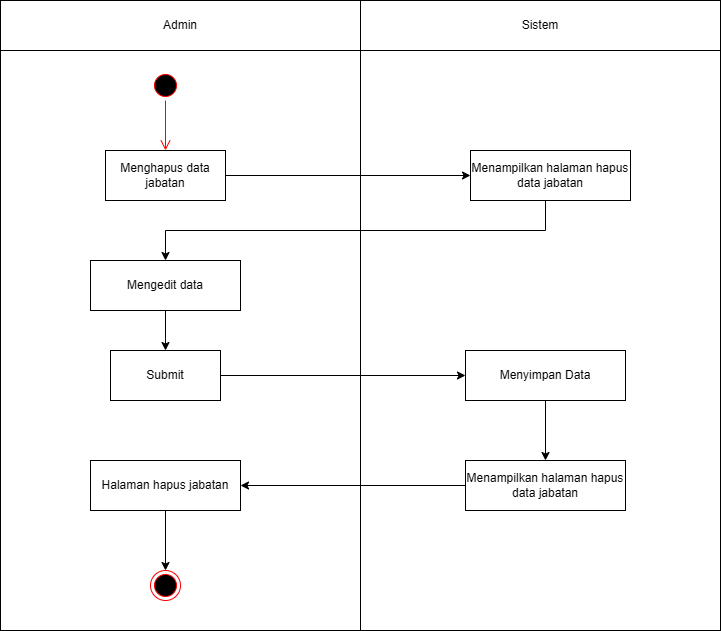 Admin
Sistem
Menghapus data
jabatan
Menampilkan halaman hapus
data jabatan
Mengedit data
Submit
Menyimpan Data
Halaman hapus jabatan
Menampilkan halaman hapus
data jabatan